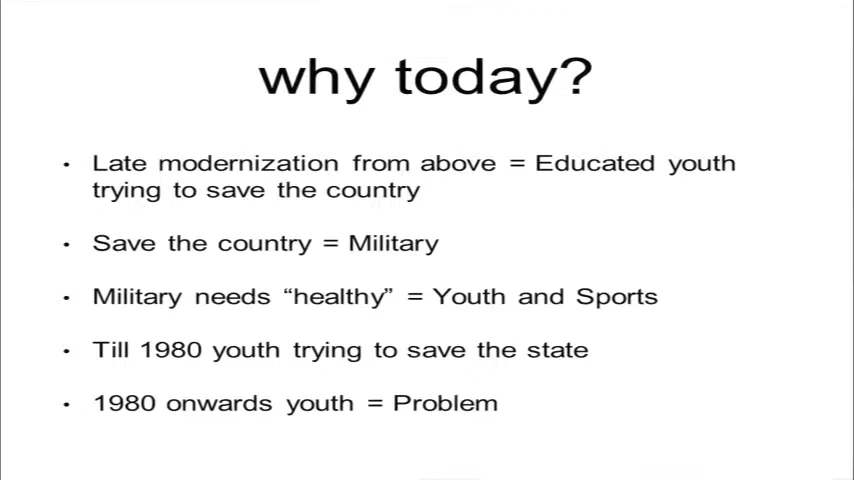 why today?
• Late modernization from above = Educated youth
trying to save the country
• Save the country = Military
• Military needs “healthy” = Youth and Sports
• Till 1980 youth trying to save the state
• 1980 onwards youth = Problem